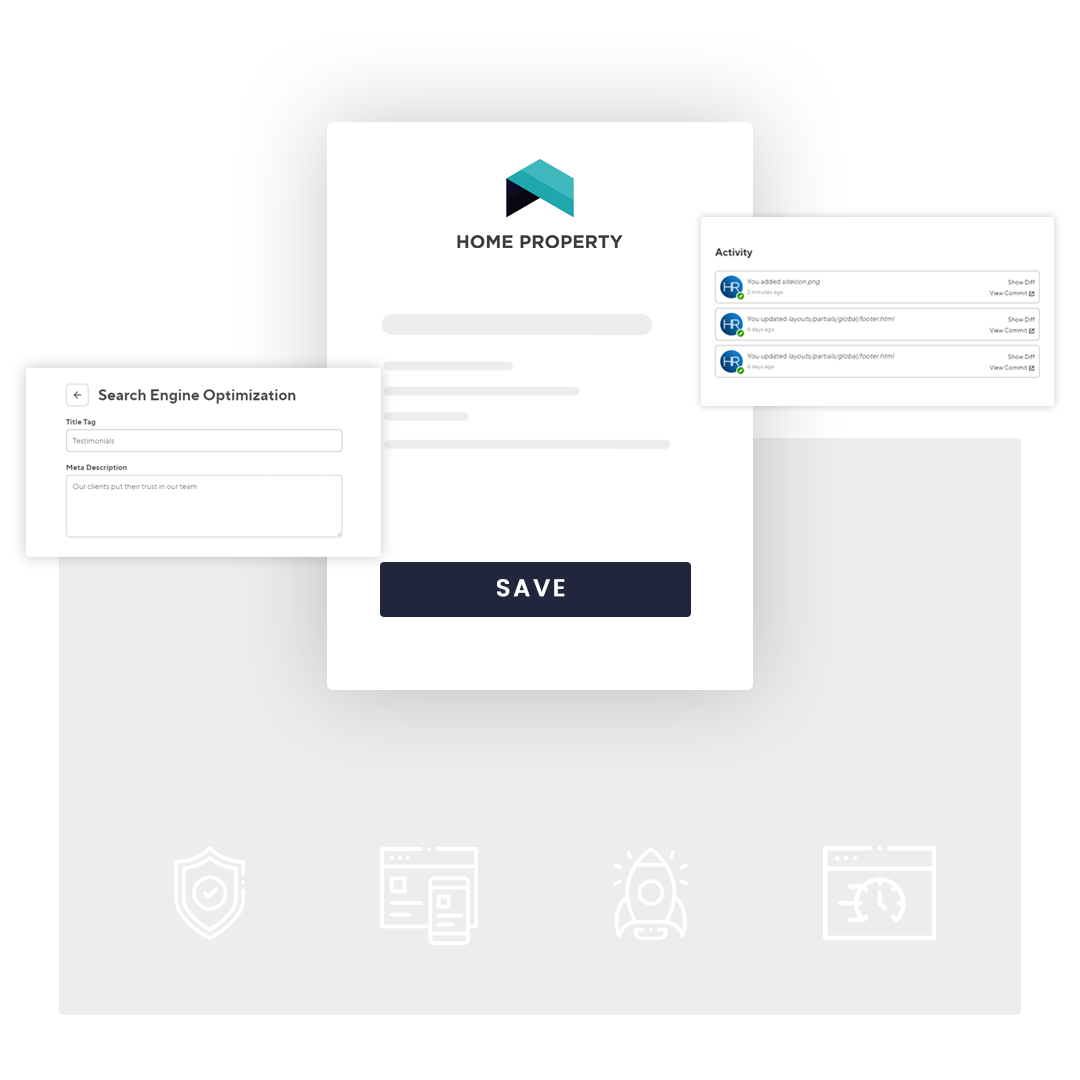 HOME PROPERTY
Activity
HR You added siteicon.png Show Diff
2 minutes ago View Commit
HR You updated layouts/partials/global/footer.html Show Diff
6 days ago View Commit
HR You updated layouts/partials/global/footer.html Show Diff
6 days ago View Commit
Search Engine Optimization
Title Tag
Testimonials
Meta Description
Our clients put their trust in our team
SAVE